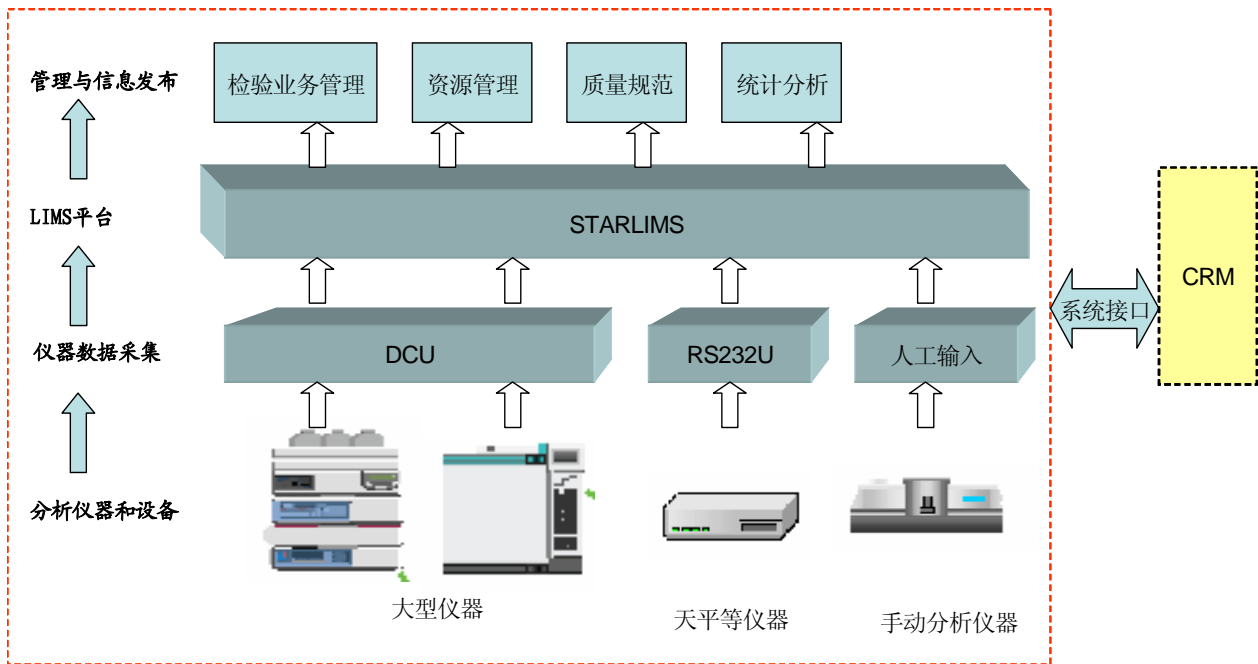 管理与信息发布
检验业务管理
资源管理
质量规范
统计分析
LIMS平台
STARLIMS
CRM
系统接口
仪器数据采集
DCU
RS232U
人工输入
分析仪器和设备
大型仪器
天平等仪器
手动分析仪器